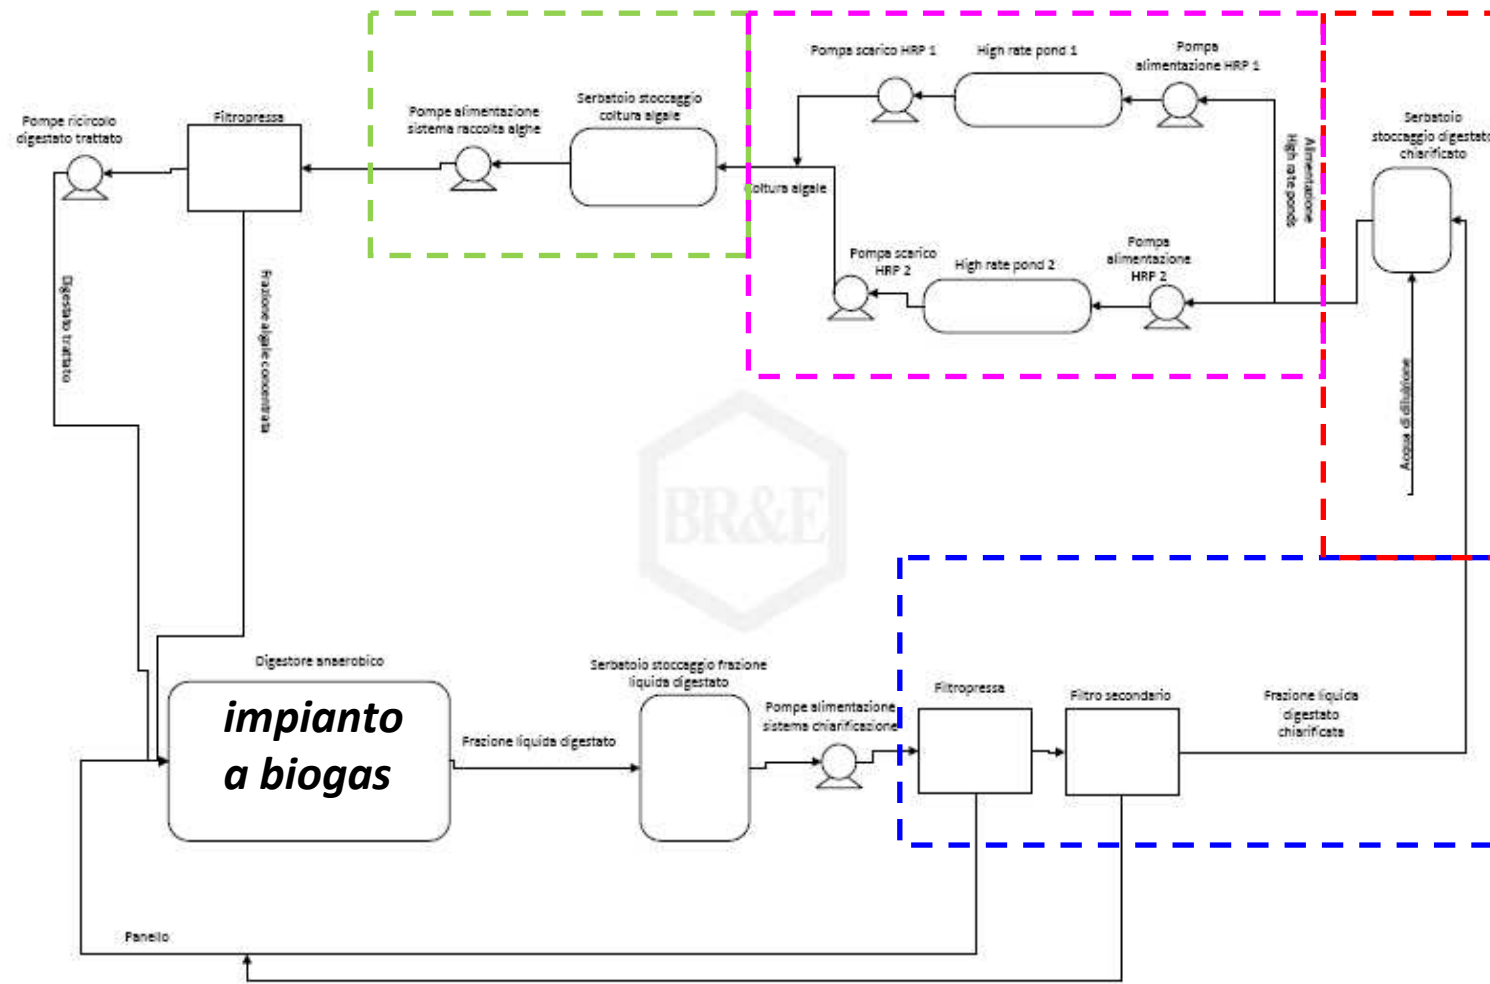 Pompa scarico HRP 1
High rate pond 1
Pompa
alimentazione HRP 1
Pompe ricircolo
digestato trattato
Filtropressa
Pompe alimentazione
sistema raccolta alghe
Serbatoio stoccaggio
coltura algale
Serbatoio
stoccaggio digestato
chiarificato
Alimentazione
High rate ponds
Coltura algale
Pompa scarico
HRP 2
High rate pond 2
Pompa
alimentazione
HRP 2
Digestato trattato
Frazione algale concentrata
Acqua di diluizione
BR&E
Digestore anaerobico
impianto
a biogas
Frazione liquida digestato
Serbatoio stoccaggio frazione
liquida digestato
Pompe alimentazione
sistema chiarificazione
Filtropressa
Filtro secondario
Frazione liquida
digestato
chiarificata
Panello